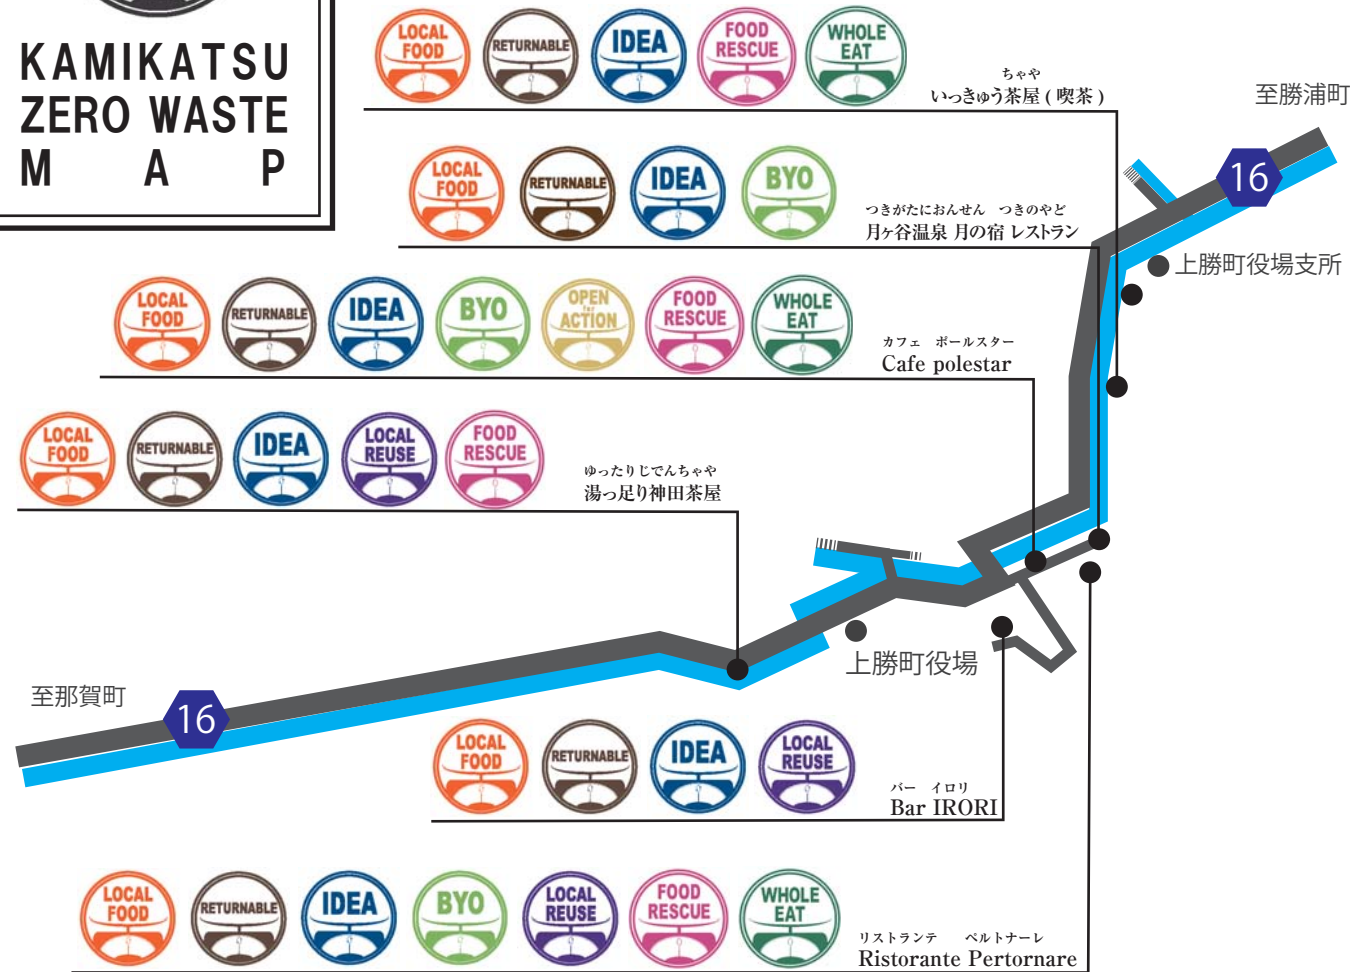 KAMIKATSU
ZERO WASTE
MAP
LOCAL
FOOD
RETURNABLE
IDEA
FOOD
RESCUE
WHOLE
EAT
ちゃや
いっきゅう茶屋 ( 喫茶 )
至勝浦町
16
LOCAL
FOOD
RETURNABLE
IDEA
BYO
つきがたにおんせん つきのやど
月ヶ谷温泉 月の宿 レストラン
上勝町役場支所
LOCAL
FOOD
RETURNABLE
IDEA
BYO
OPEN
for
ACTION
FOOD
RESCUE
WHOLE
EAT
カフェ ポールスター
Cafe polestar
LOCAL
FOOD
RETURNABLE
IDEA
LOCAL
REUSE
FOOD
RESCUE
ゆったりじでんちゃや
湯っ足り神田茶屋
上勝町役場
至那賀町
16
LOCAL
FOOD
RETURNABLE
IDEA
LOCAL
REUSE
バー イロリ
Bar IRORI
LOCAL
FOOD
RETURNABLE
IDEA
BYO
LOCAL
REUSE
FOOD
RESCUE
WHOLE
EAT
リストランテ ペルトナーレ
Ristorante Pertornare